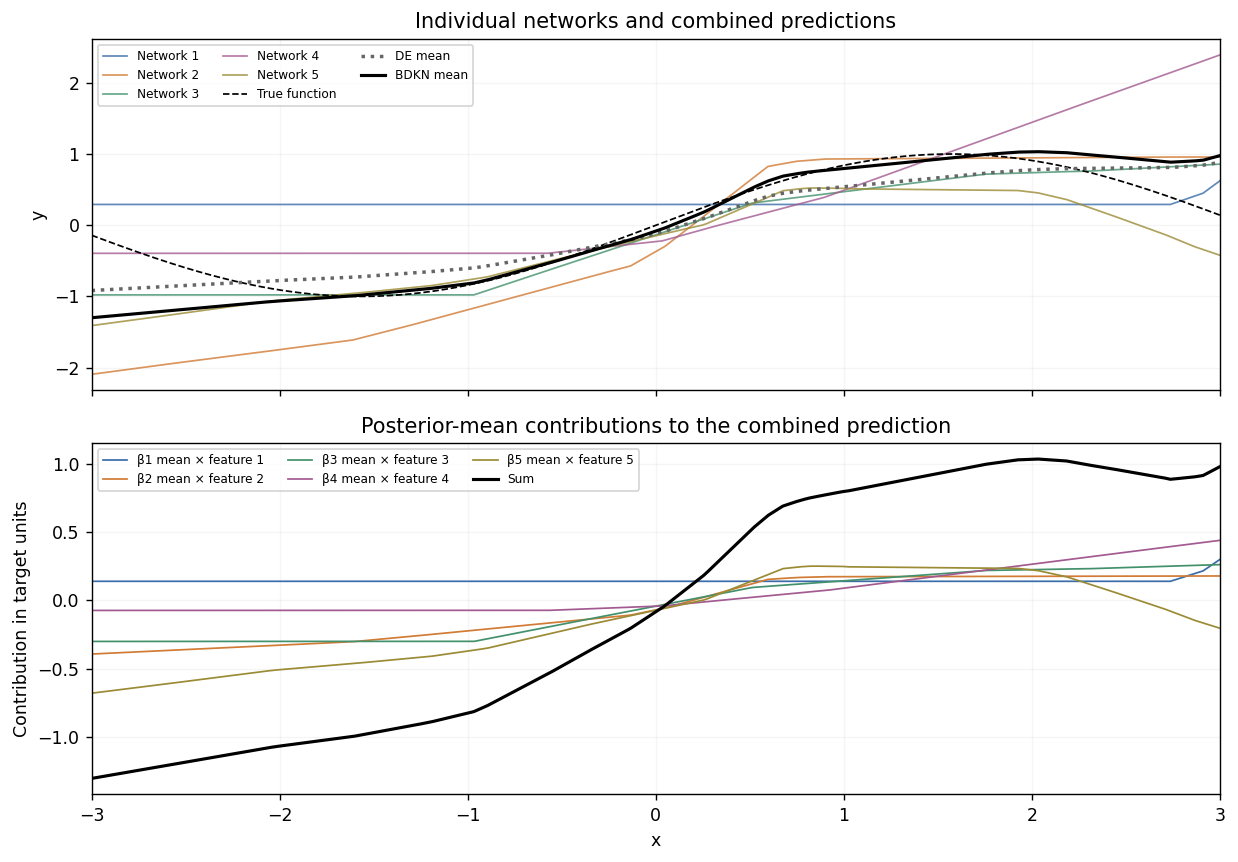 Individual networks and combined predictions
Network 1 Network 4 DE mean
Network 2 Network 5 BDKN mean
Network 3 True function
y
2
1
0
−1
−2
Posterior-mean contributions to the combined prediction
β1 mean × feature 1 β3 mean × feature 3 β5 mean × feature 5
β2 mean × feature 2 β4 mean × feature 4 Sum
Contribution in target units
1.0
0.5
0.0
−0.5
−1.0
−3 −2 −1 0 1 2 3
x